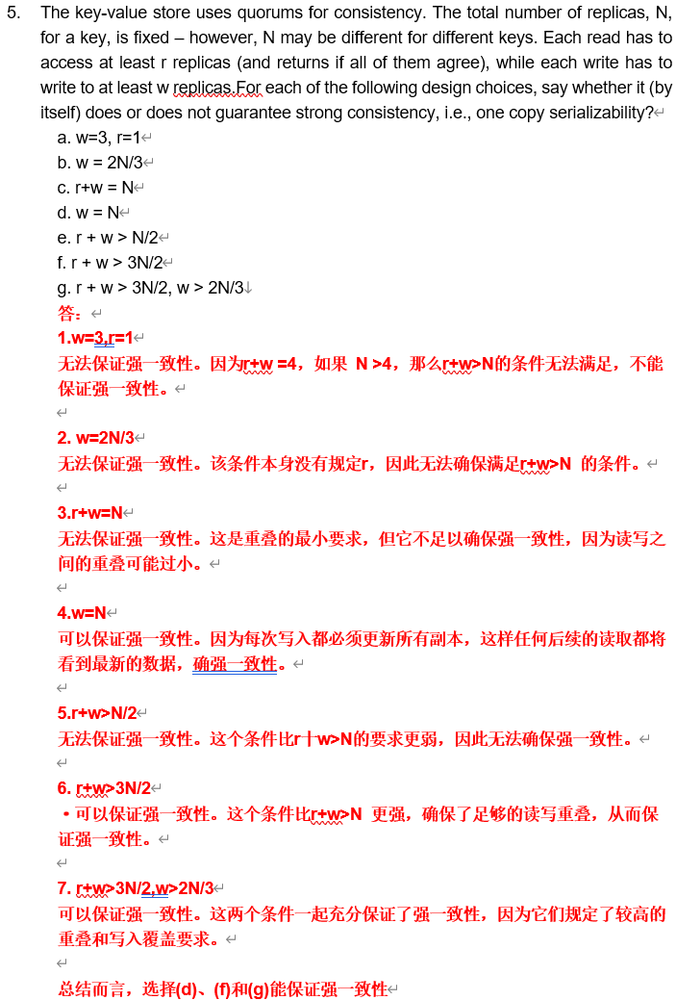 5. The key-value store uses quorums for consistency. The total number of replicas, N,
for a key, is fixed – however, N may be different for different keys. Each read has to
access at least r replicas (and returns if all of them agree), while each write has to
write to at least w replicas.For each of the following design choices, say whether it (by
itself) does or does not guarantee strong consistency, i.e., one copy serializability?
a. w=3, r=1
b. w = 2N/3
c. r+w = N
d. w = N
e. r + w > N/2
f. r + w > 3N/2
g. r + w > 3N/2, w > 2N/3
答：
1.w=3,r=1
无法保证强一致性。因为r+w =4，如果 N >4，那么r+w>N的条件无法满足，不能
保证强一致性。
2. w=2N/3
无法保证强一致性。该条件本身没有规定r，因此无法确保满足r+w>N 的条件。
3.r+w=N
无法保证强一致性。这是重叠的最小要求，但它不足以确保强一致性，因为读写之
间的重叠可能过小。
4.w=N
可以保证强一致性。因为每次写入都必须更新所有副本，这样任何后续的读取都将
看到最新的数据，确强一致性。
5.r+w>N/2
无法保证强一致性。这个条件比r十w>N的要求更弱，因此无法确保强一致性。
6. r+w>3N/2
•可以保证强一致性。这个条件比r+w>N 更强，确保了足够的读写重叠，从而保
证强一致性。
7. r+w>3N/2,w>2N/3
可以保证强一致性。这两个条件一起充分保证了强一致性，因为它们规定了较高的
重叠和写入覆盖要求。
总结而言，选择(d)、(f)和(g)能保证强一致性